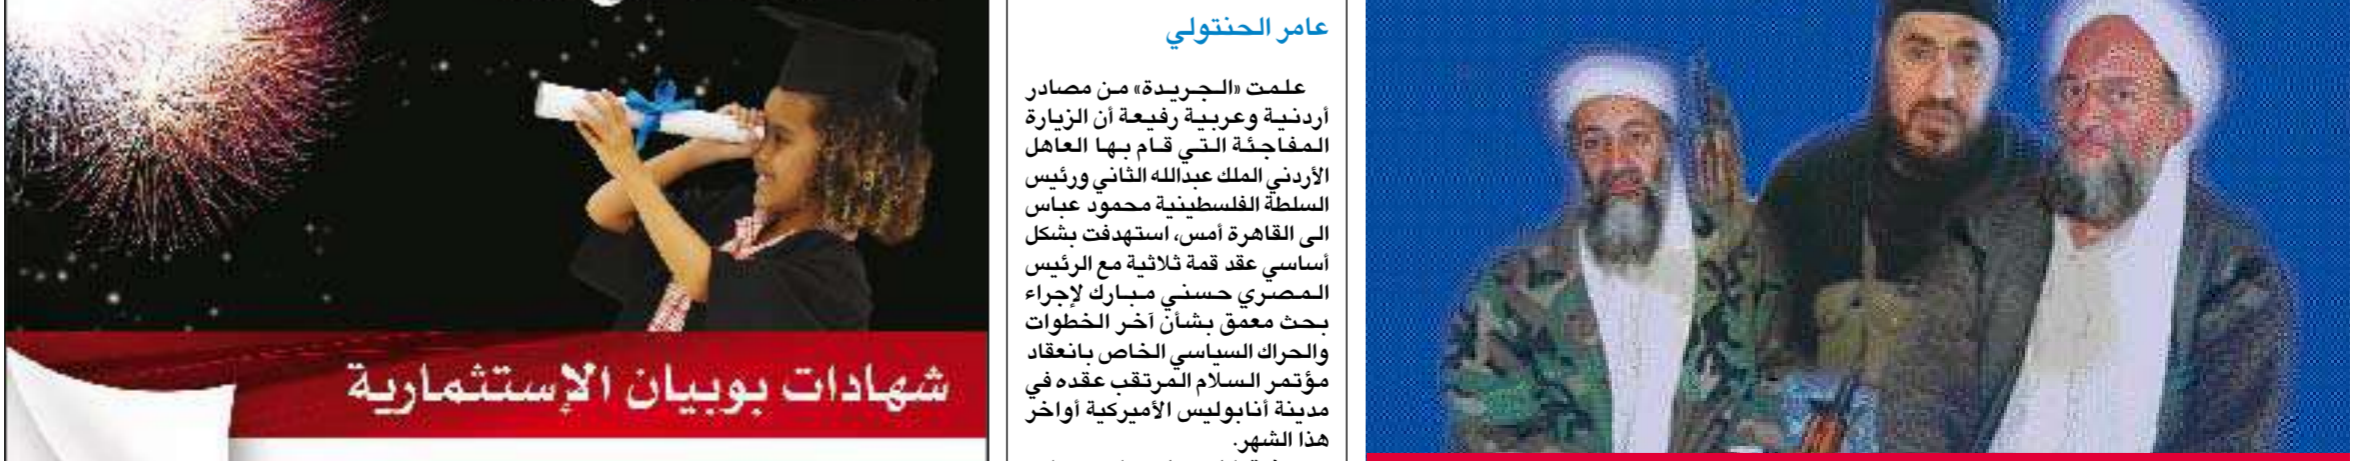 عامر الحنتولي
علمت «الجريدة» من مصادر
أردنية وعربية رفيعة أن الزيارة
المفاجئة التي قام بها العاهل
الأردني الملك عبدالله الثاني ورئيس
السلطة الفلسطينية محمود عباس
الى القاهرة أمس، استهدفت بشكل
أساسي عقد قمة ثلاثية مع الرئيس
المصري حسني مبارك لإجراء
بحث معمق بشأن آخر الخطوات
والحراك السياسي الخاص بانعقاد
مؤتمر السلام المرتقب عقده في
مدينة أنابوليس الأميركية أواخر
هذا الشهر.
شهادات بوبيان الإستثمارية